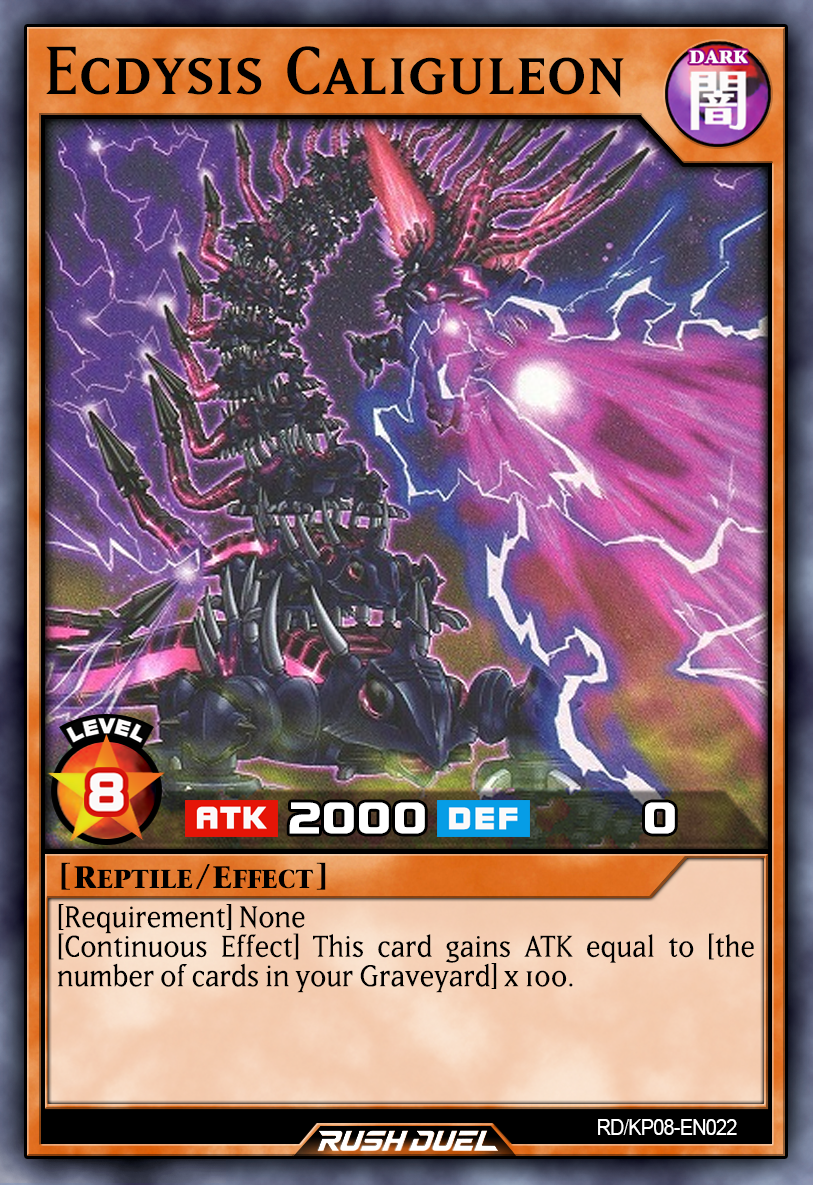 Ecdysis Caliguleon
DARK
闇
LEVEL
8
ATK 2000 DEF 0
[Reptile/Effect]
[Requirement] None
[Continuous Effect] This card gains ATK equal to [the
number of cards in your Graveyard] x 100.
RD/KP08-EN022
RUSH DUEL